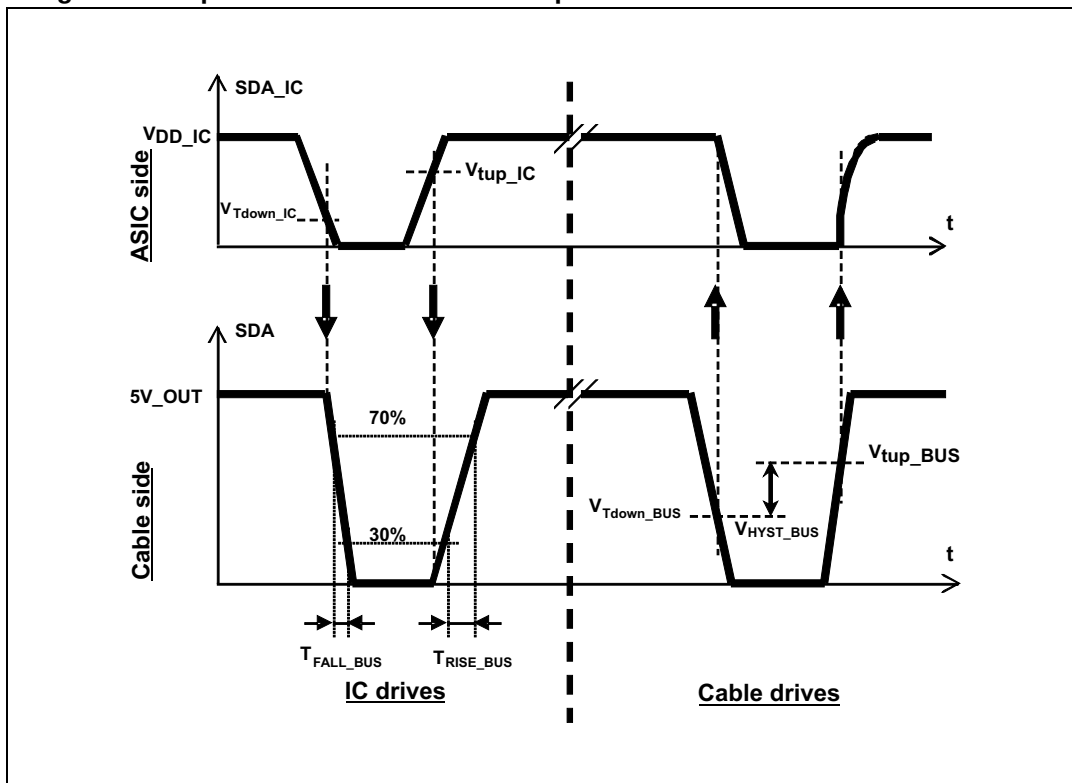 SDA_IC
VDD_IC
Vtup_IC
VTdown_IC
ASIC side
t
SDA
5V_OUT
70%
Vtup_BUS
VTdown_BUS
VHYST_BUS
30%
Cable side
t
TFALL_BUS
TRISE_BUS
IC drives
Cable drives